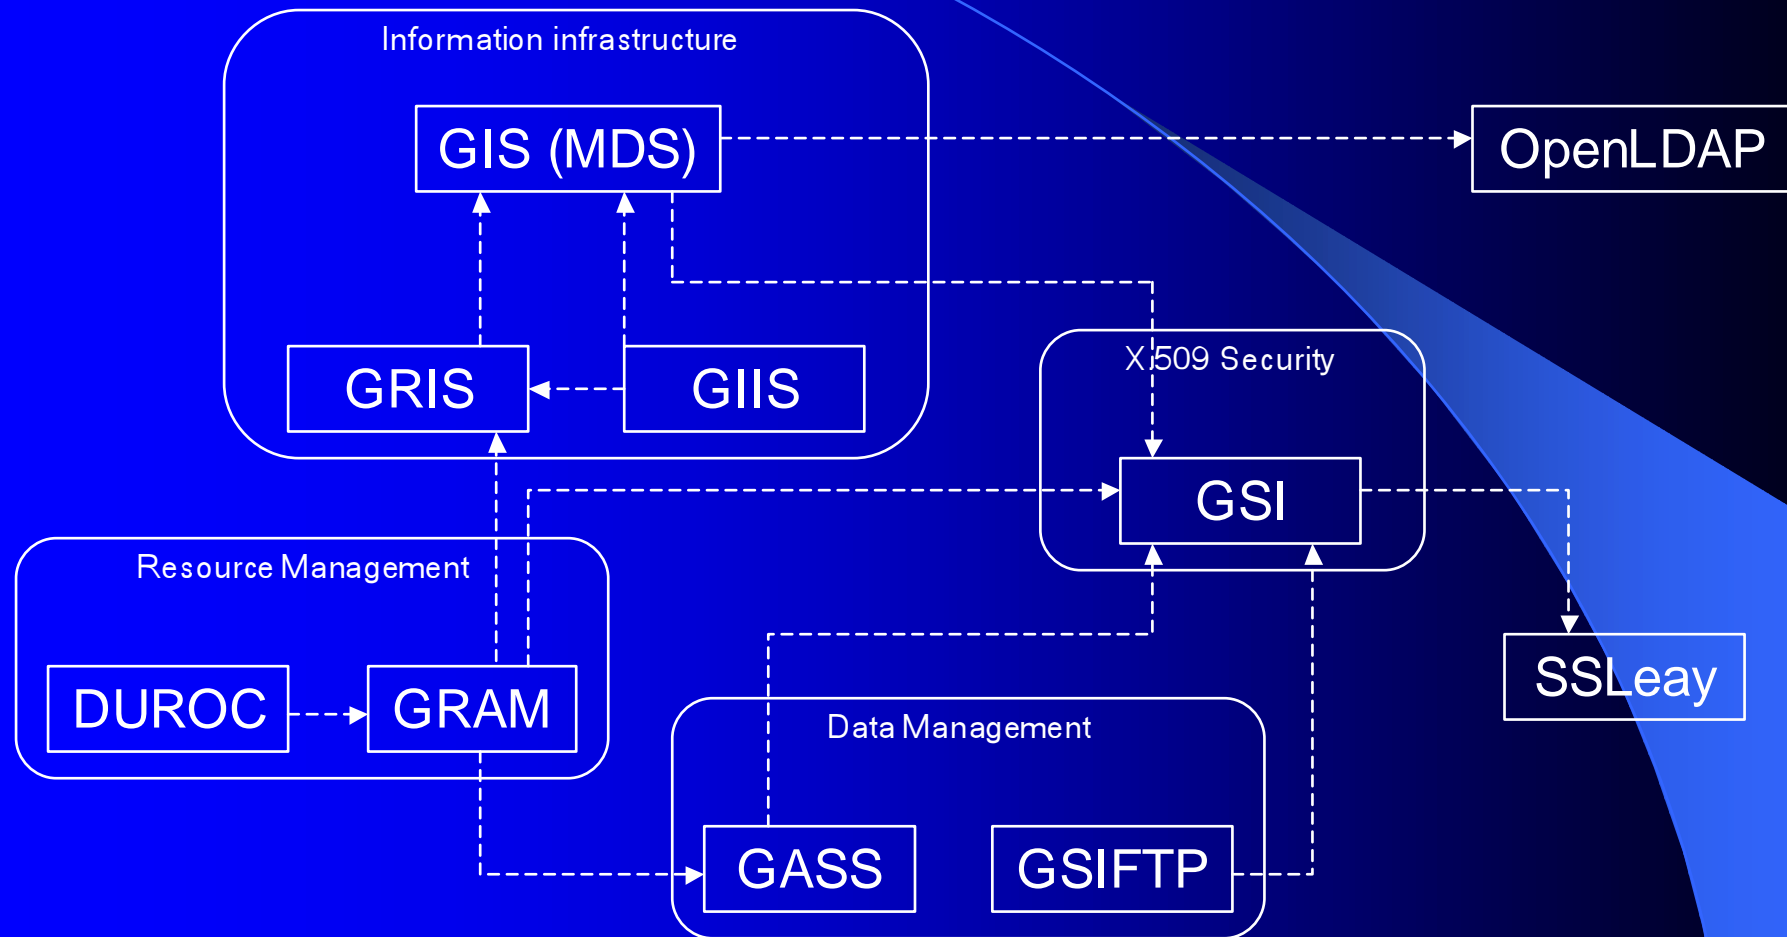 Information infrastructure
GIS (MDS)
OpenLDAP
GRIS
GIIS
X.509 Security
GSI
Resource Management
DUROC
GRAM
SSLeay
Data Management
GASS
GSIFTP